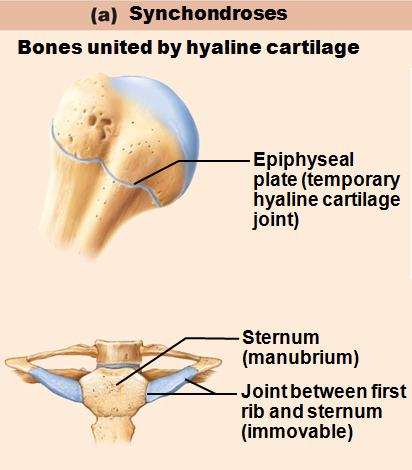 (a) Synchondroses
Bones united by hyaline cartilage
Epiphyseal
plate (temporary
hyaline cartilage
joint)
Sternum
(manubrium)
Joint between first
rib and sternum
(immovable)